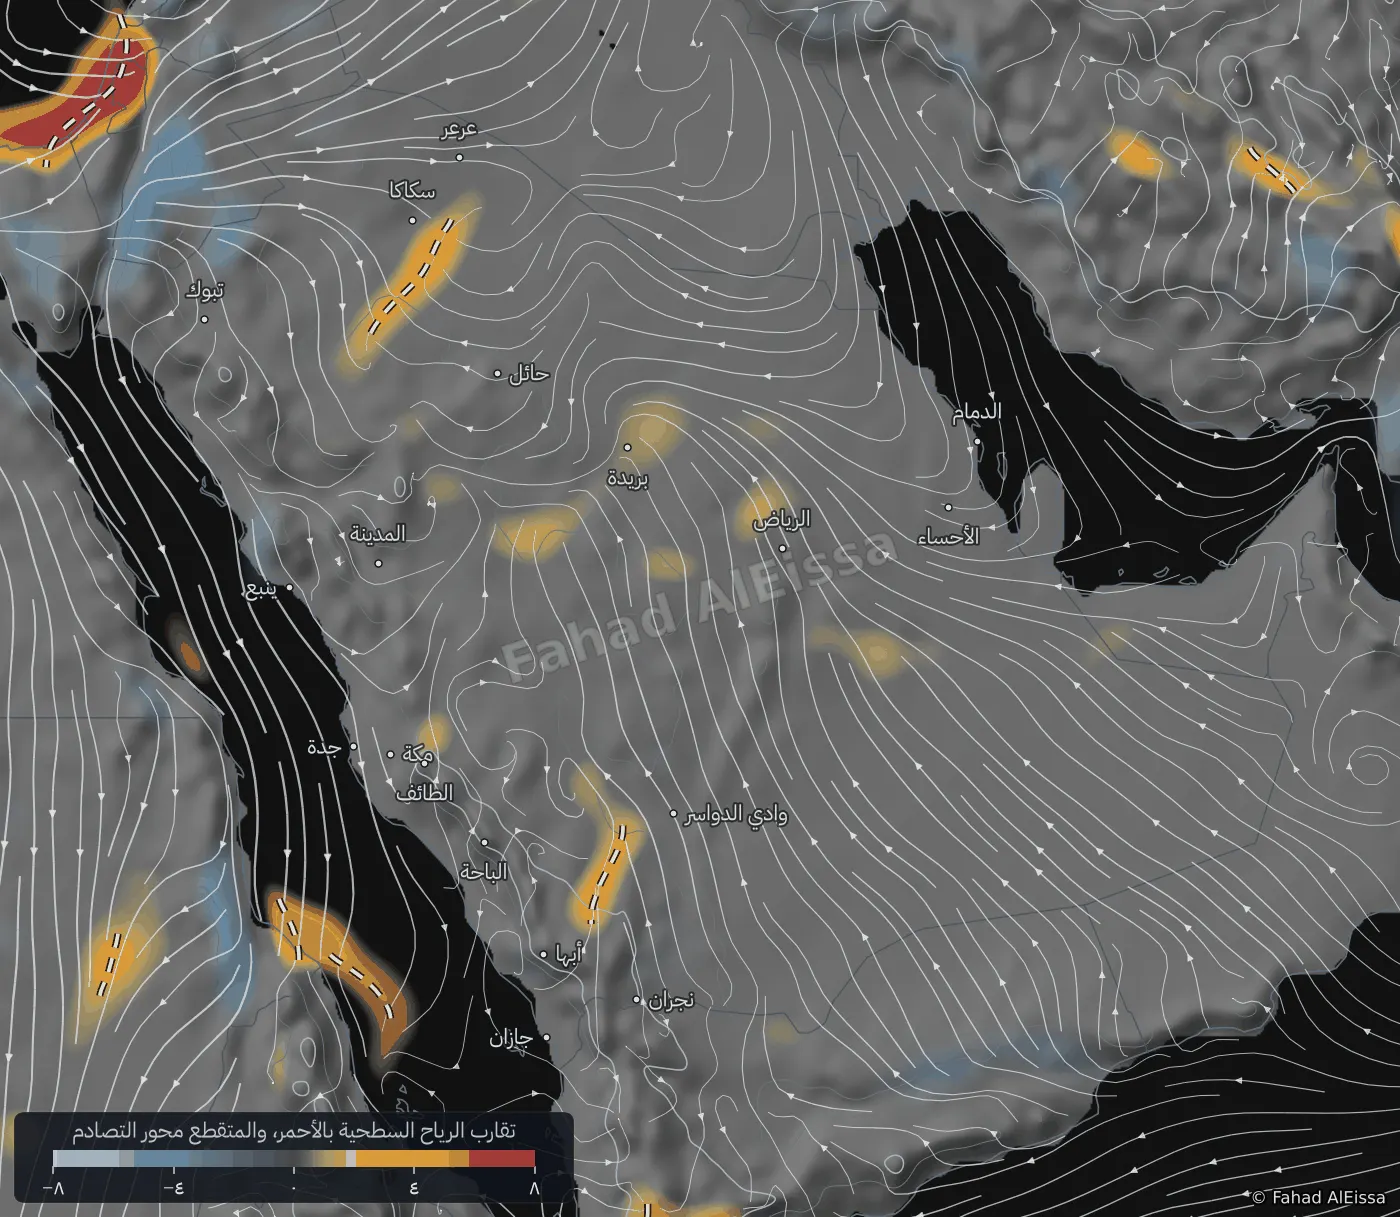 عرعر
سكاكا
تبوك
حائل
الدمام
بريدة
الرياض
الأحساء
المدينة
ينبع
Fahad AlEissa
جدة
مكة
الطائف
وادي الدواسر
الباحة
أبها
نجران
جازان
تقارب الرياح السطحية بالأحمر، والمتقطع محور التصادم
−٨ −٤ ٠ ٤ ٨
© Fahad AlEissa